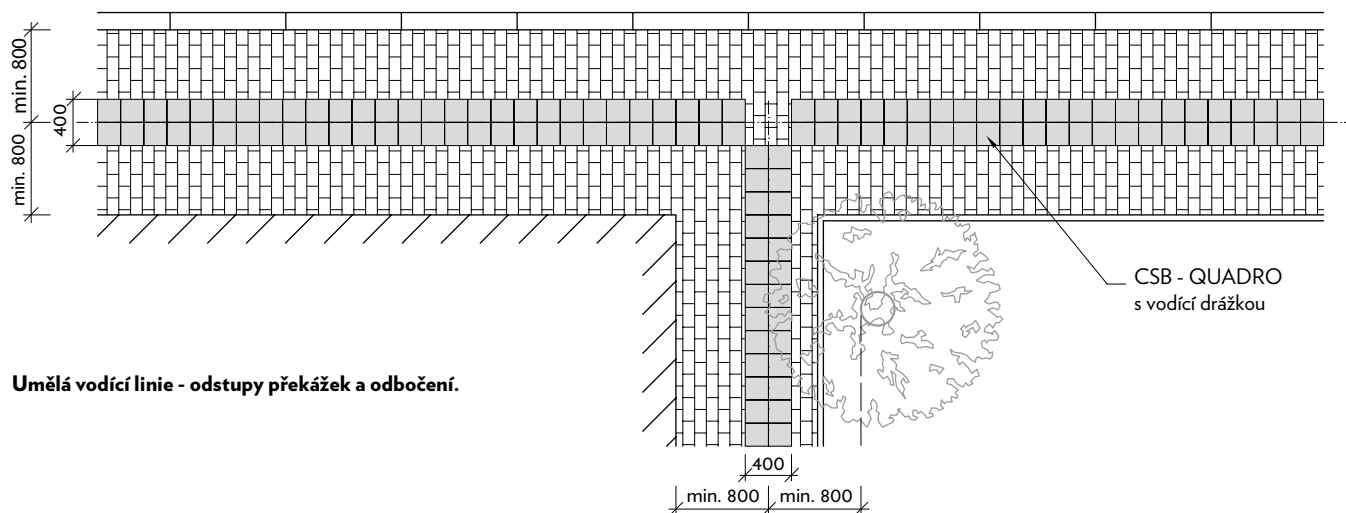 min. 800
400
min. 800
CSB - QUADRO
s vodící drážkou
Umělá vodící linie - odstupy překážek a odbočení.
400
min. 800
min. 800